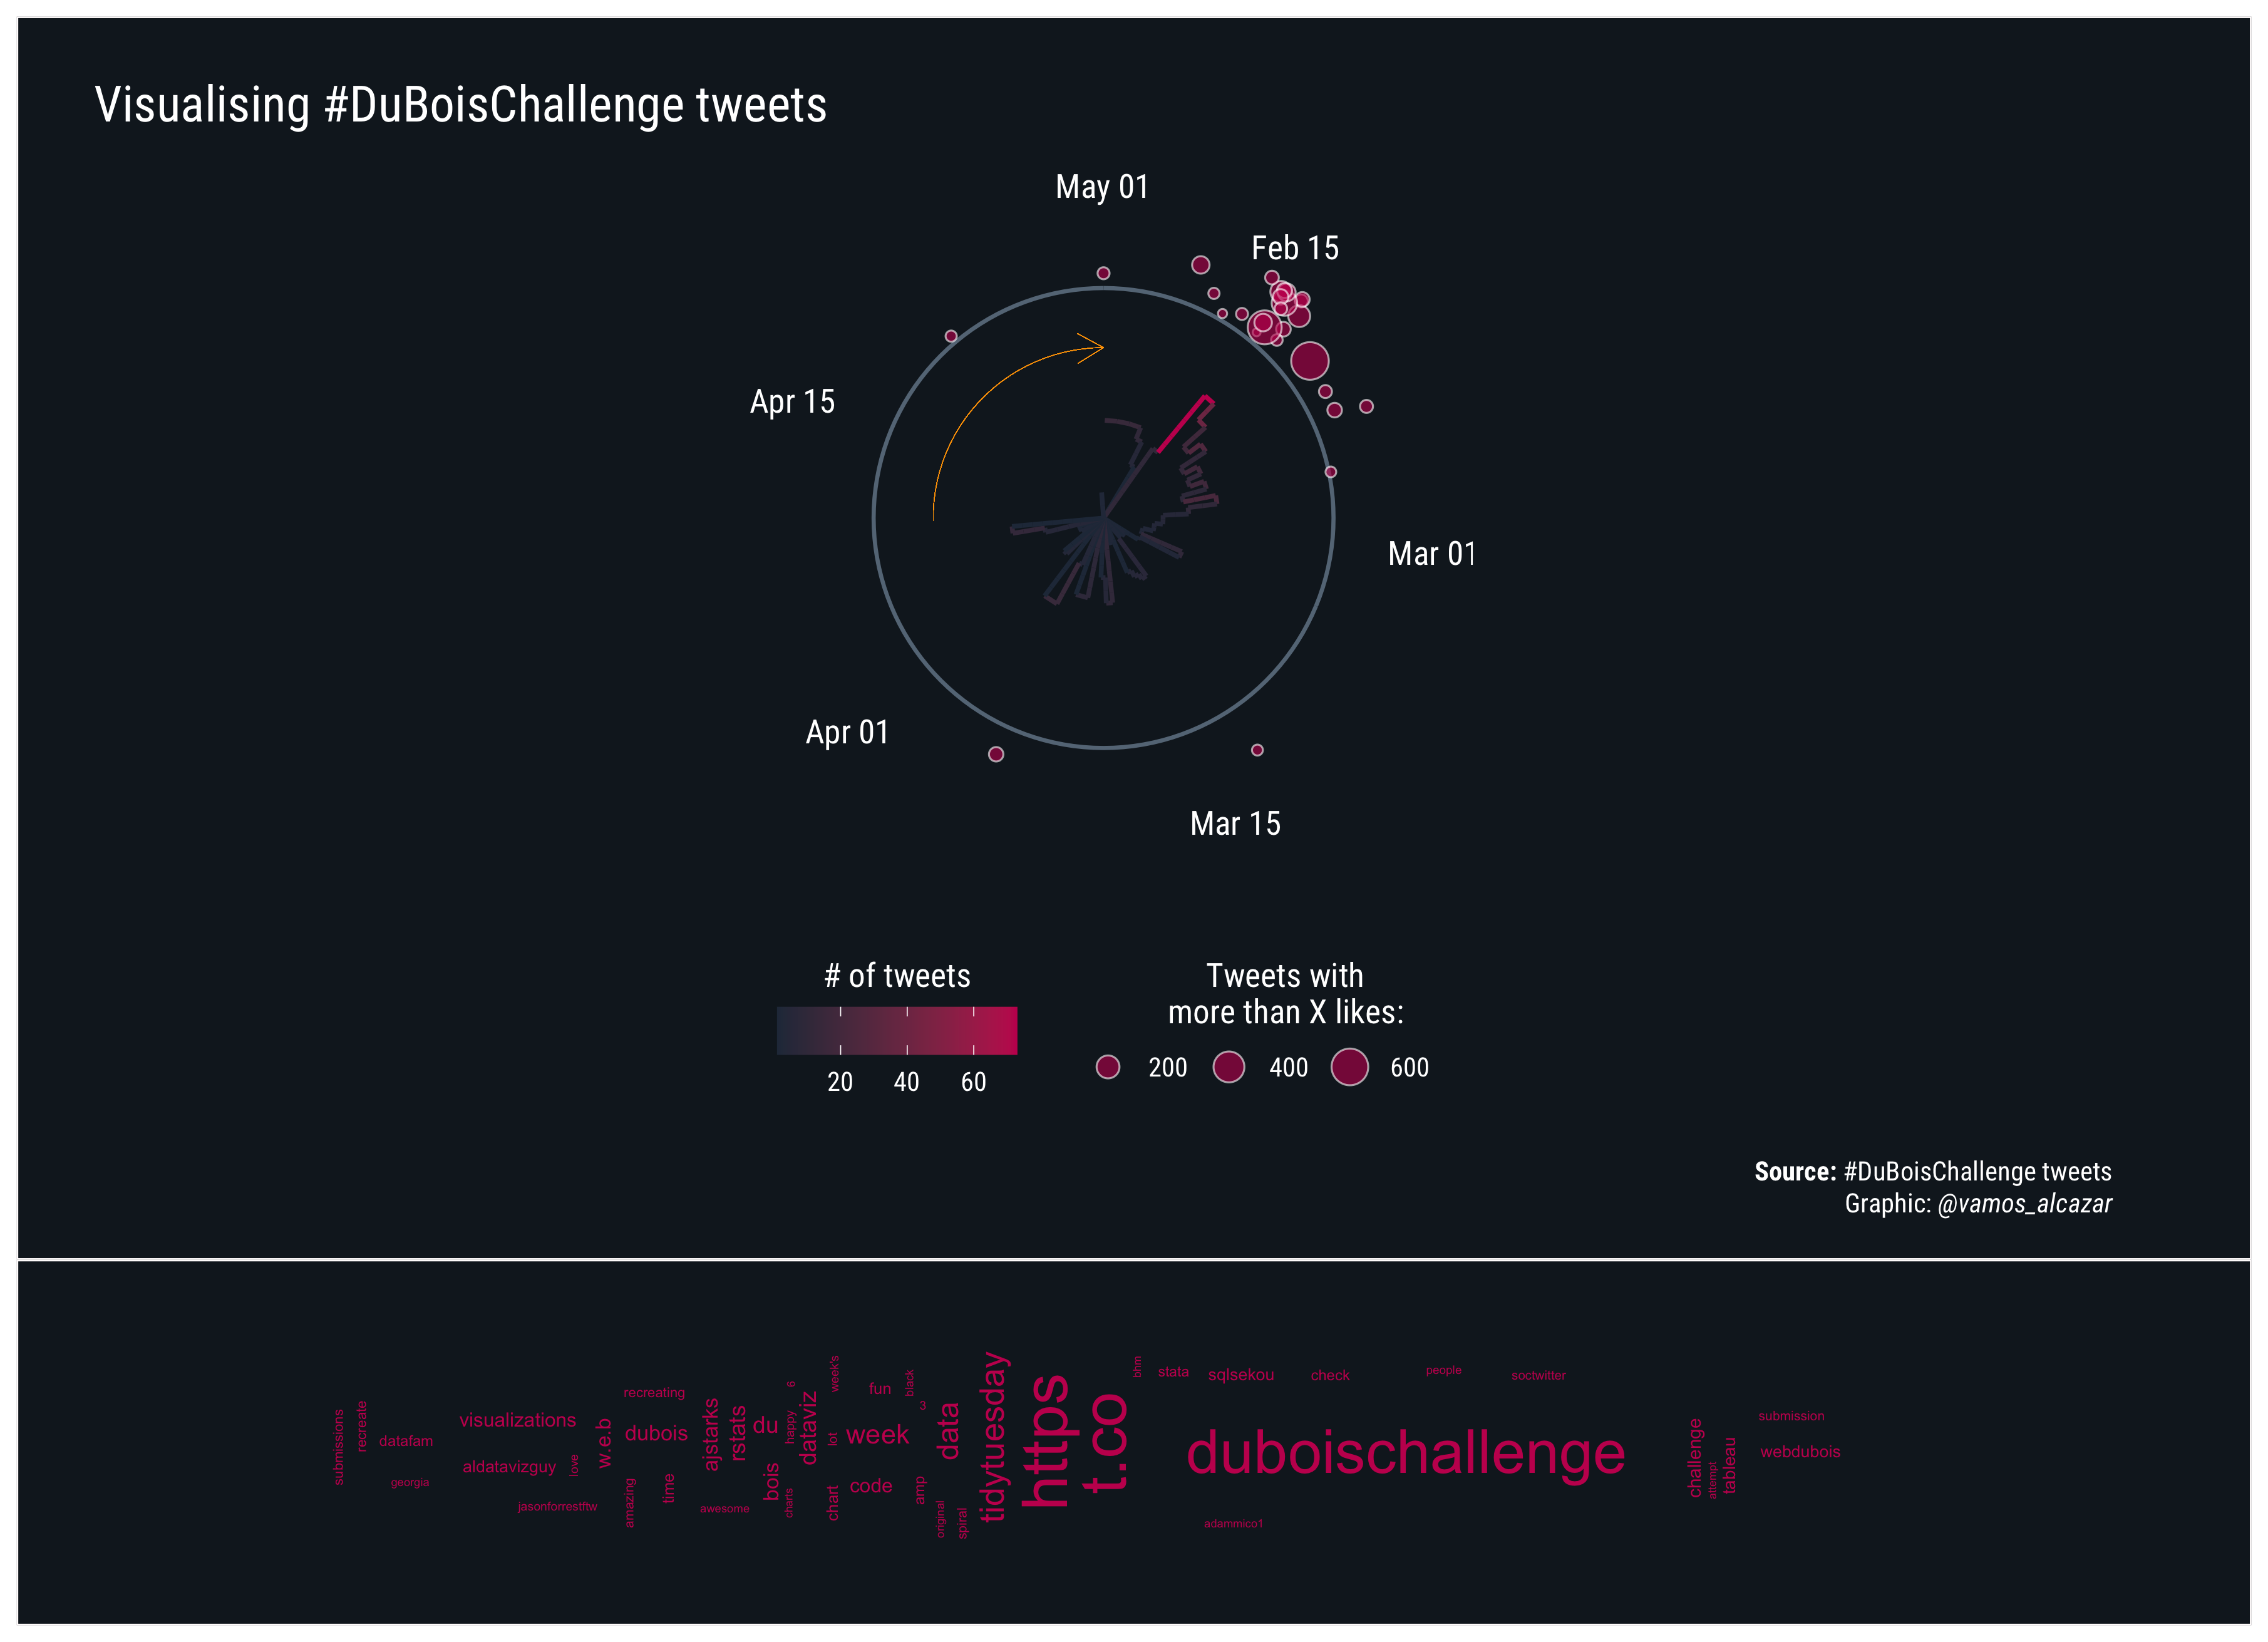 Visualising #DuBoisChallenge tweets
May 01
Feb 15
Apr 15
Mar 01
Apr 01
Mar 15
# of tweets
20 40 60
Tweets with
more than X likes:
200 400 600
Source: #DuBoisChallenge tweets
Graphic: @vamos_alcazar
submissions
recreate
datafam
georgia
visualizations
aldatavizguy
love
jasonforrestftw
w.e.b
recreating
dubois
amazing
time
ajstarks
rstats
awesome
du
bois
6
happy
charts
dataviz
week's
lot
chart
fun
week
code
black
3
amp
data
original
spiral
tidytuesday
https
t.co
bhm
stata
sqlsekou
check
people
soctwitter
duboischallenge
adammico1
challenge
attempt
tableau
submission
webdubois